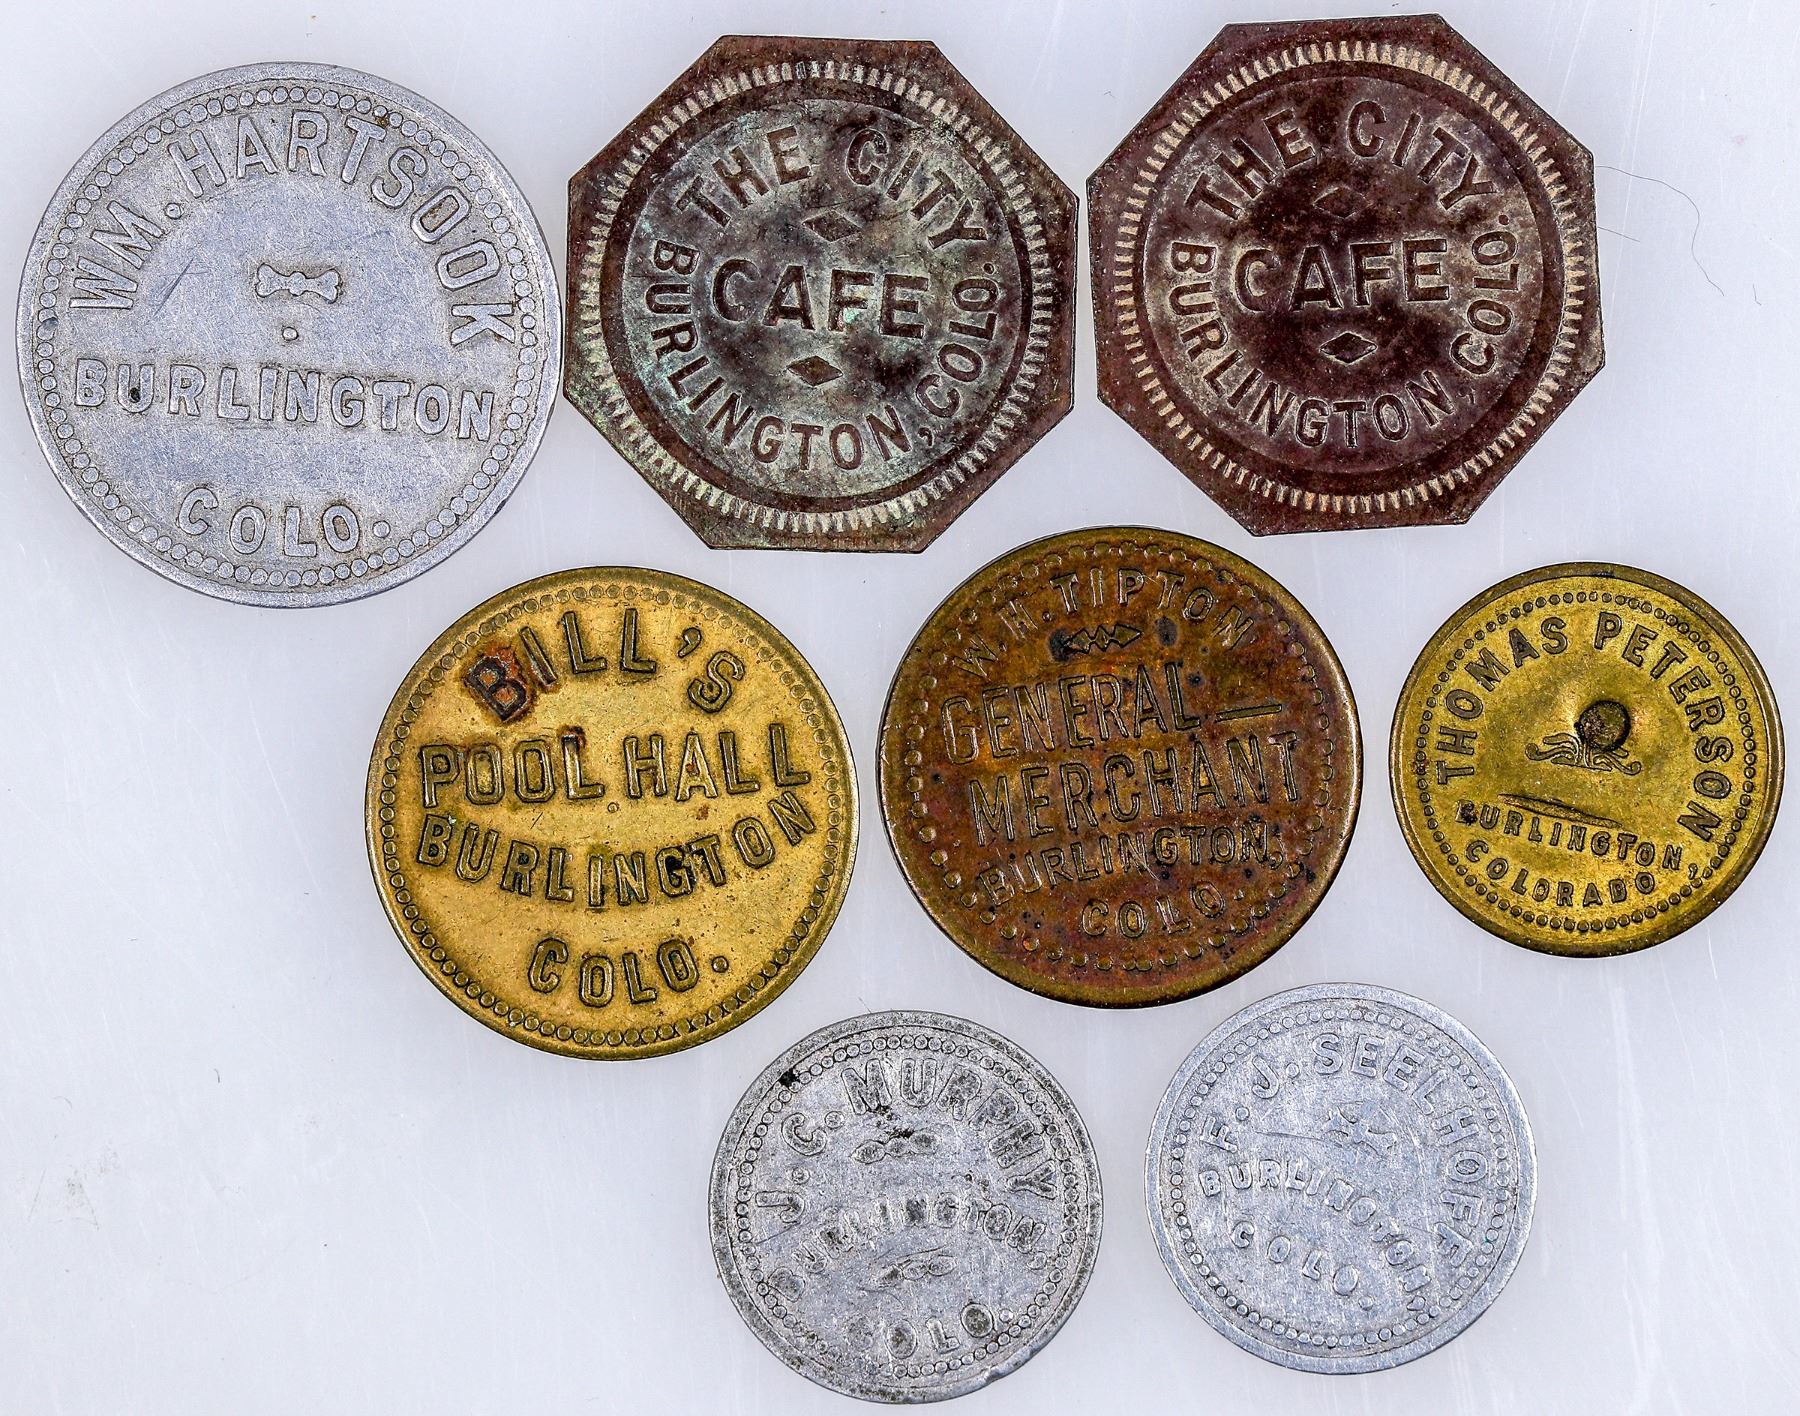 WM. HARTSOOK
BURLINGTON
COLO.
THE CITY
CAFE
BURLINGTON, COLO.
THE CITY
CAFE
BURLINGTON, COLO.
BILL'S
POOL HALL
BURLINGTON
COLO.
W. H. TIPTON
GENERAL
MERCHANT
BURLINGTON,
COLO.
THOMAS PETERSON
BURLINGTON,
COLORADO
J. C. MURPHY
BURLINGTON,
COLO.
F. J. SEELHOFF
BURLINGTON,
COLO.